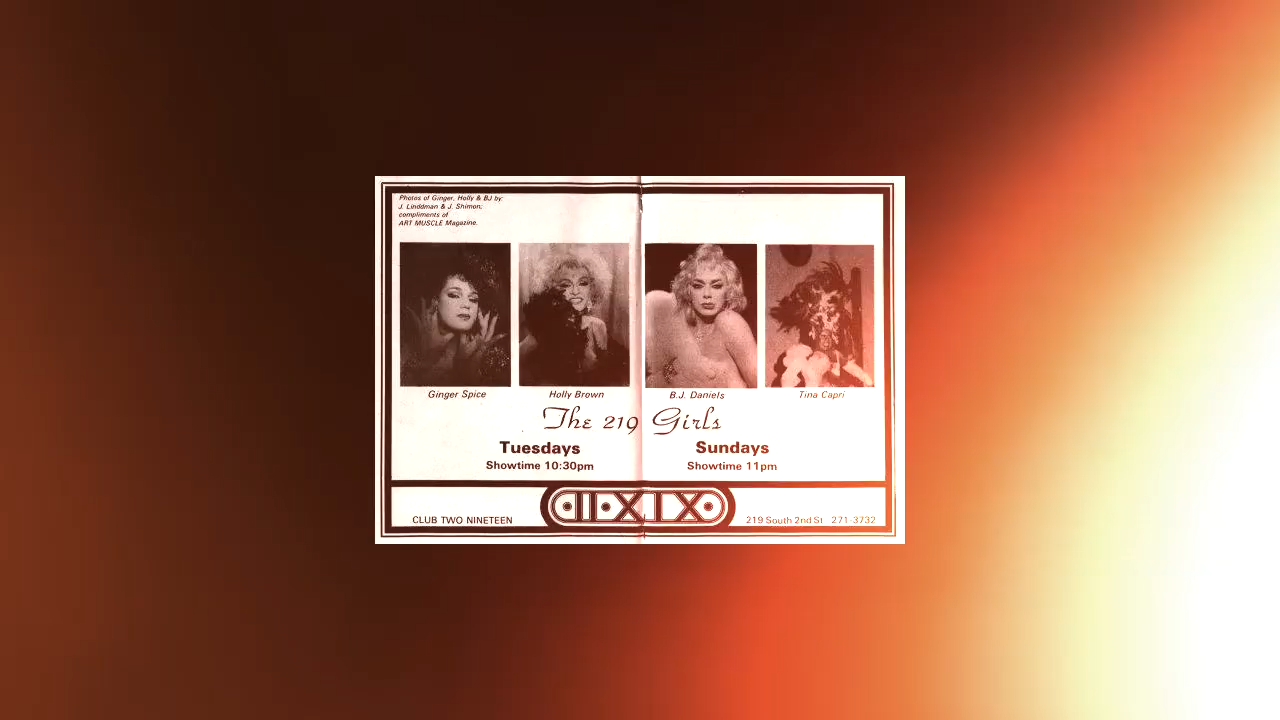 Photos of Ginger, Holly & BJ by:
J. Linddman & J. Shimon;
compliments of
ART MUSCLE Magazine.
Ginger Spice
Holly Brown
B.J. Daniels
Tina Capri
The 219 Girls
Tuesdays
Sundays
Showtime 10:30pm
Showtime 11pm
CLUB TWO NINETEEN
II·XIX
219 South 2nd St 271-3732